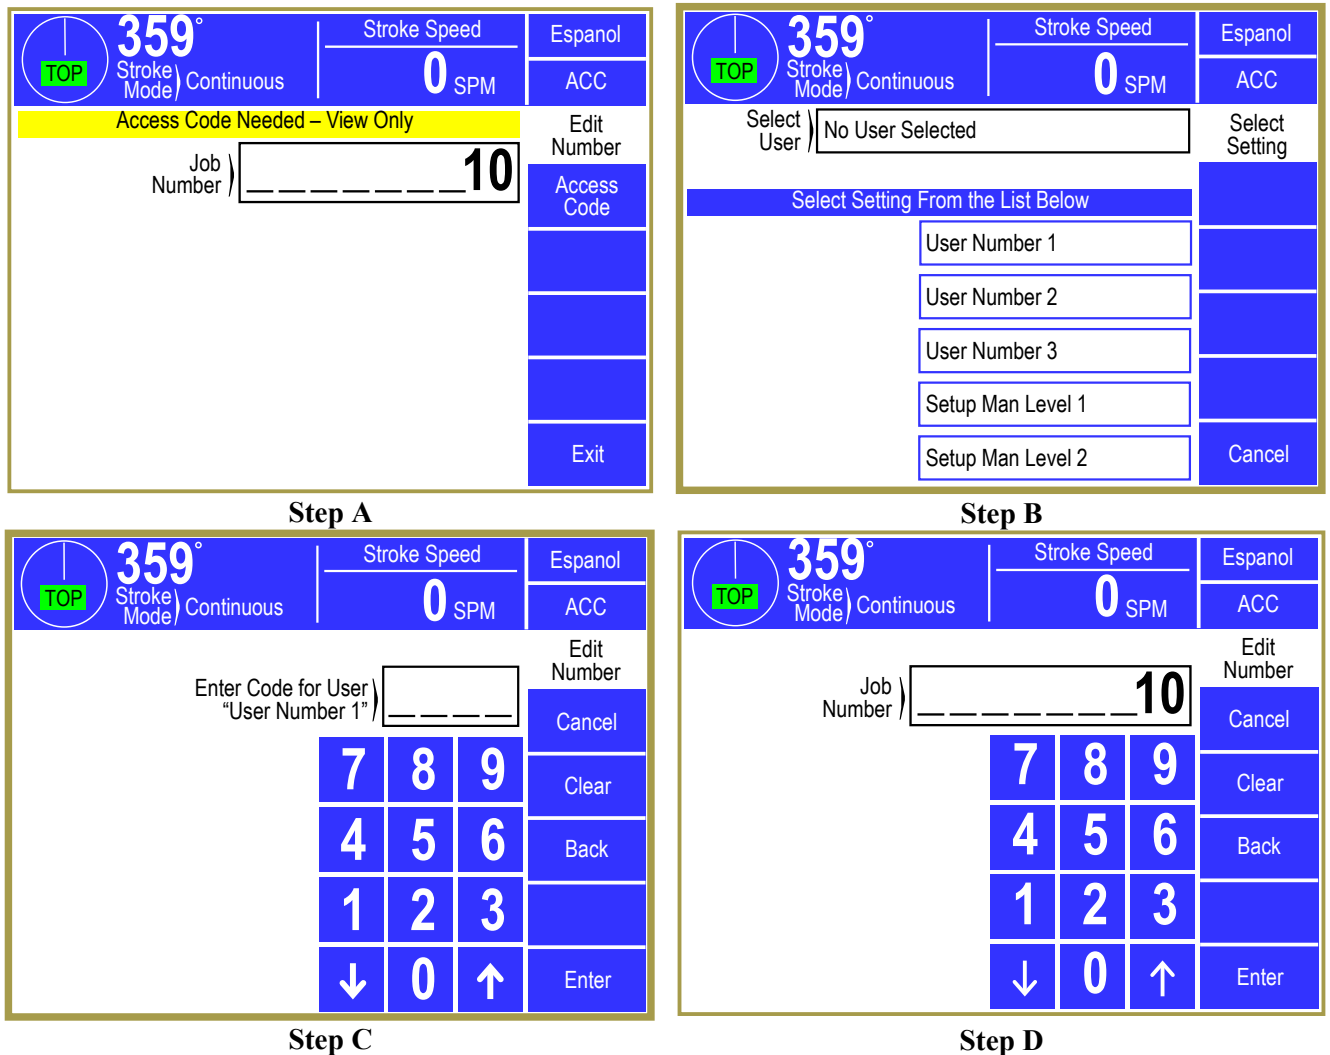 359°
Stroke Mode
Continuous
TOP
Stroke Speed
0 SPM
Espanol
ACC
Access Code Needed – View Only
Job
Number
_ _ _ _ _ _ _10
Edit
Number
Access
Code
Exit
Step A
359°
Stroke
Mode
Continuous
TOP
Stroke Speed
0 SPM
Espanol
ACC
Select
User
No User Selected
Select
Setting
Select Setting From the List Below
User Number 1
User Number 2
User Number 3
Setup Man Level 1
Setup Man Level 2
Cancel
Step B
359°
Stroke
Mode
Continuous
TOP
Stroke Speed
0 SPM
Espanol
ACC
Enter Code for User
“User Number 1”
_ _ _ _
Edit
Number
Cancel
7 8 9
Clear
4 5 6
Back
1 2 3
↓ 0 ↑
Enter
Step C
359°
Stroke
Mode
Continuous
TOP
Stroke Speed
0 SPM
Espanol
ACC
Job
Number
_ _ _ _ _ _ _10
Edit
Number
Cancel
7 8 9
Clear
4 5 6
Back
1 2 3
↓ 0 ↑
Enter
Step D